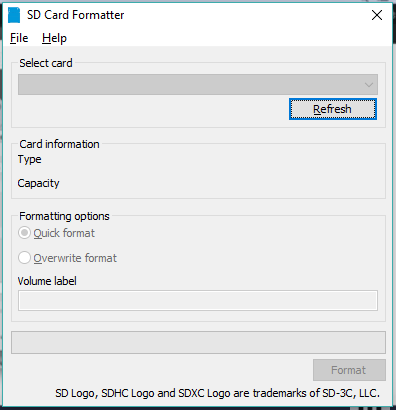 SD Card Formatter
File Help
Select card
Refresh
Card information
Type
Capacity
Formatting options
Quick format
Overwrite format
Volume label
Format
SD Logo, SDHC Logo and SDXC Logo are trademarks of SD-3C, LLC.